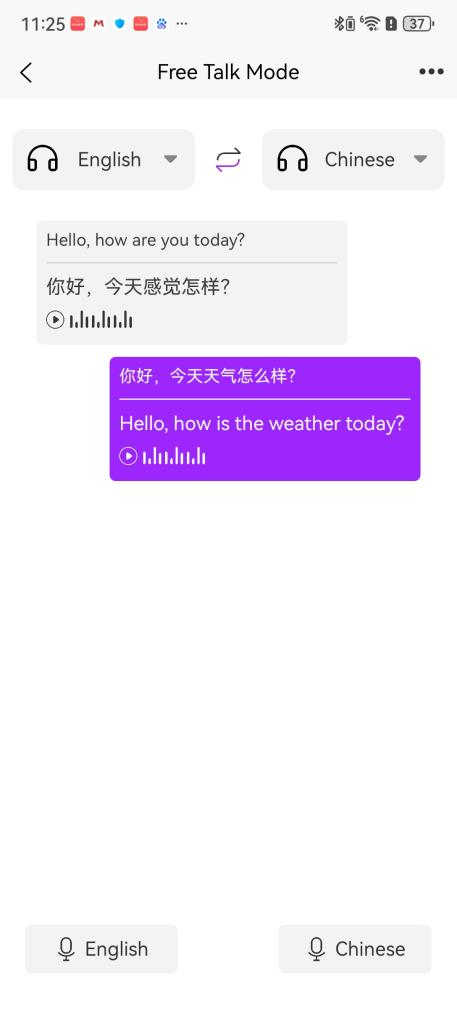 11:25
37
Free Talk Mode
English
Chinese
Hello, how are you today?
你好，今天感觉怎样？
你好，今天天气怎么样？
Hello, how is the weather today?
English
Chinese